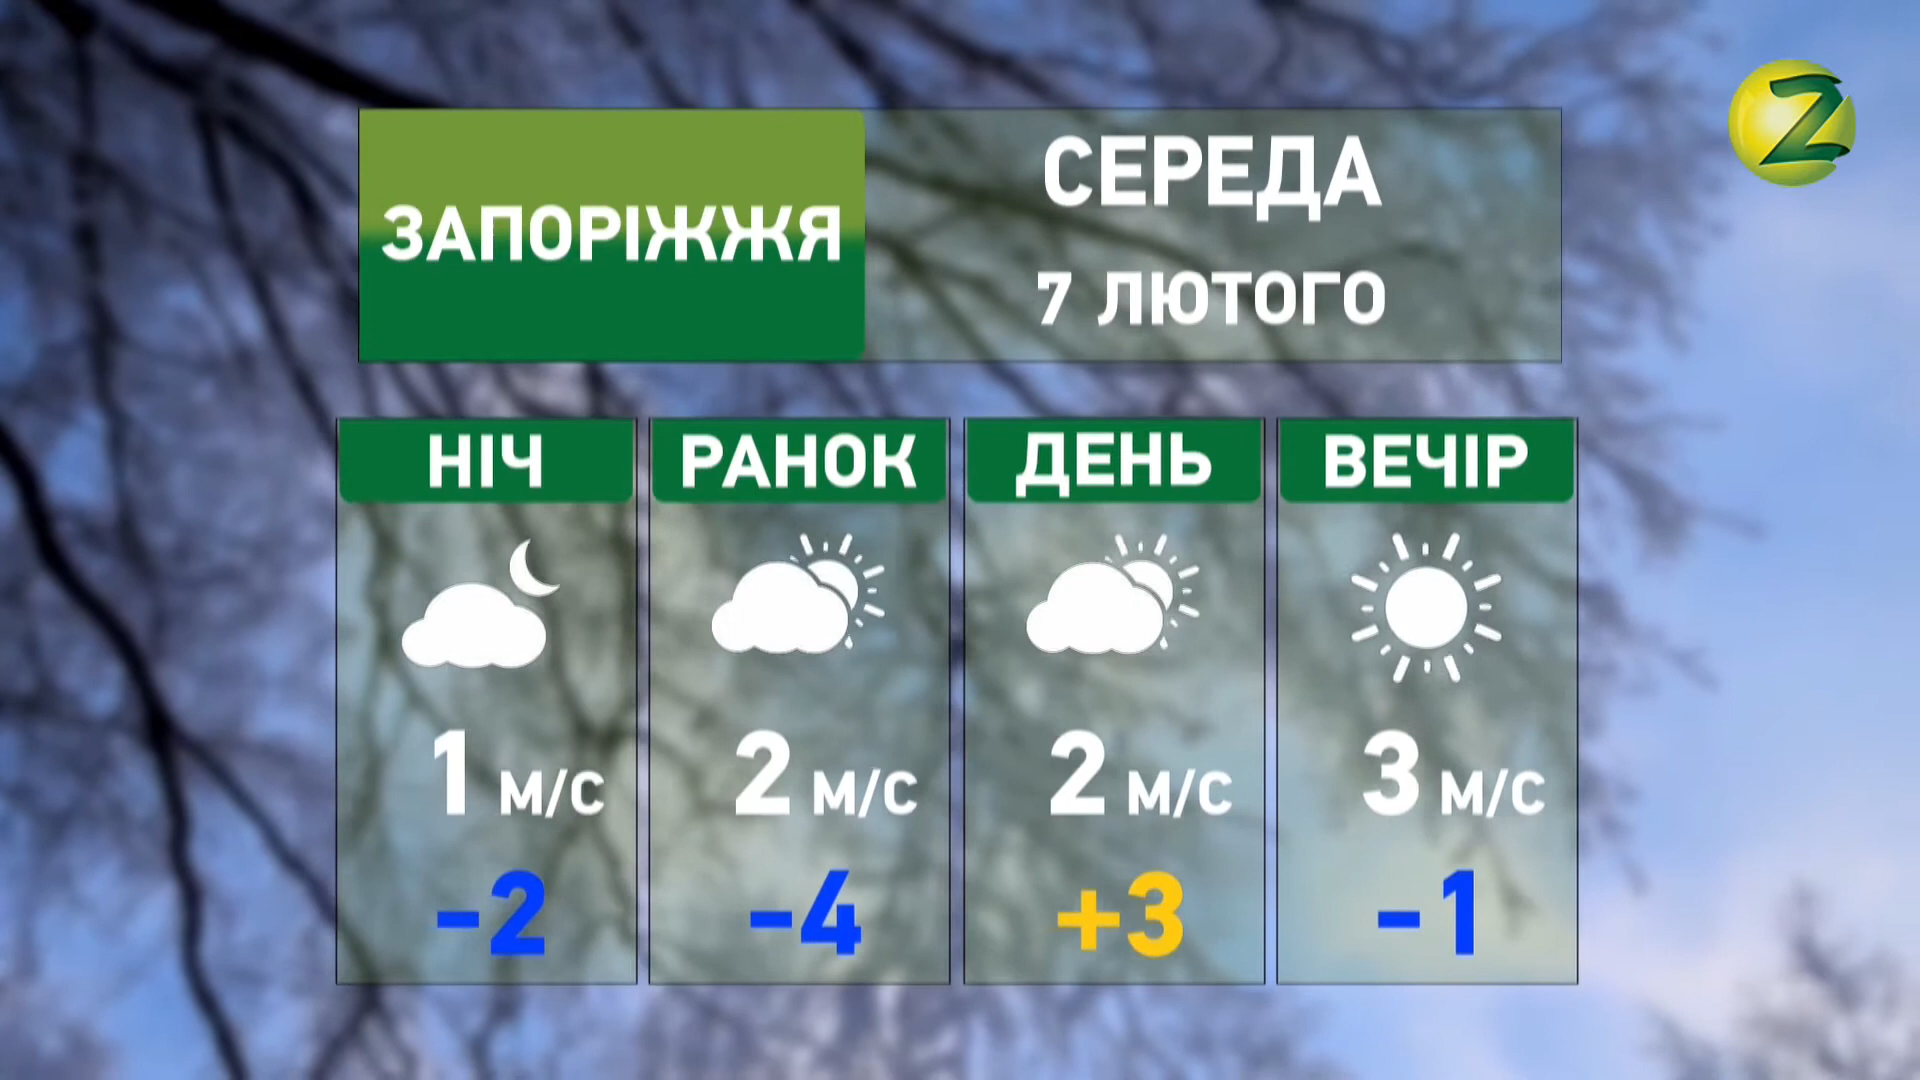 ЗАПОРІЖЖЯ
СЕРЕДА
7 ЛЮТОГО
НІЧ
РАНОК
ДЕНЬ
ВЕЧІР
1 М/С
2 М/С
2 М/С
3 М/С
-2
-4
+3
-1
Z